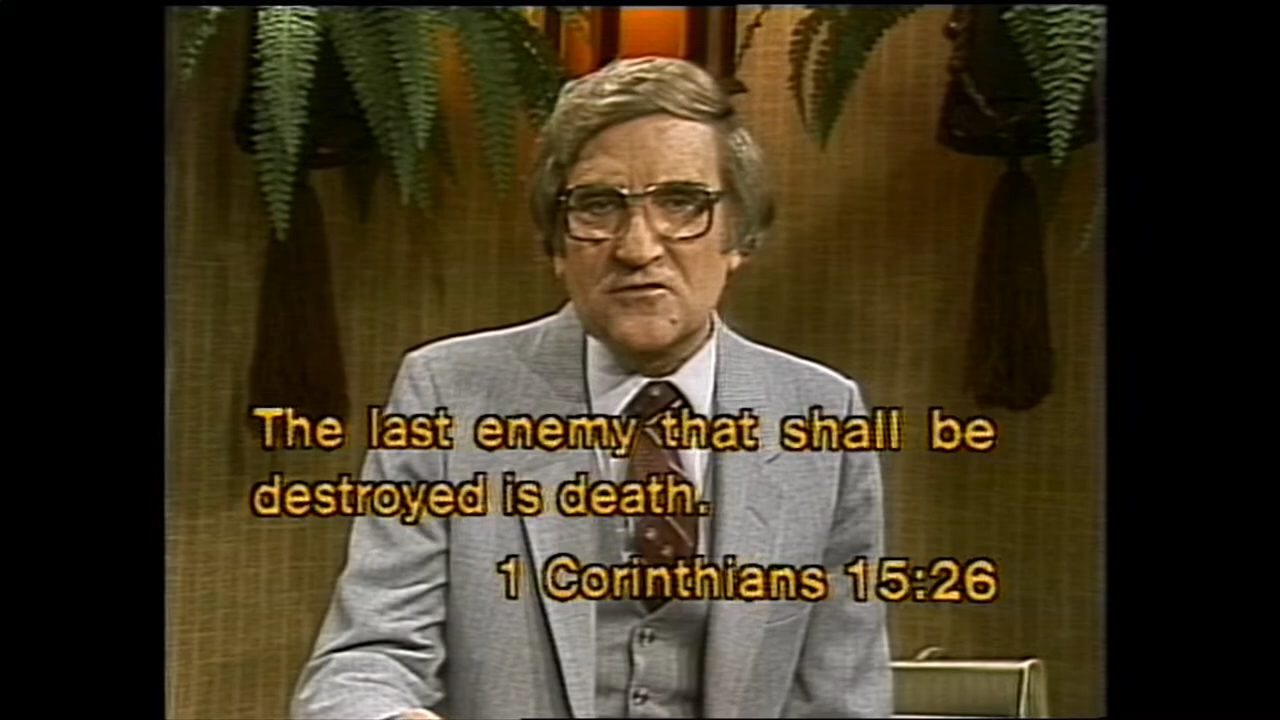 The last enemy that shall be
destroyed is death.
1 Corinthians 15:26